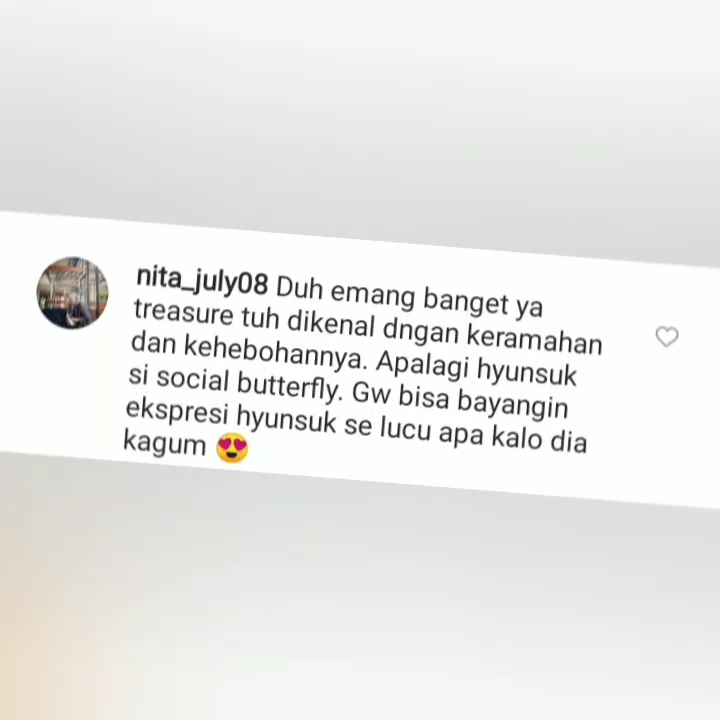 nita_july08 Duh emang banget ya
treasure tuh dikenal dngan keramahan
dan kehebohannya. Apalagi hyunsuk
si social butterfly. Gw bisa bayangin
ekspresi hyunsuk se lucu apa kalo dia
kagum 😍